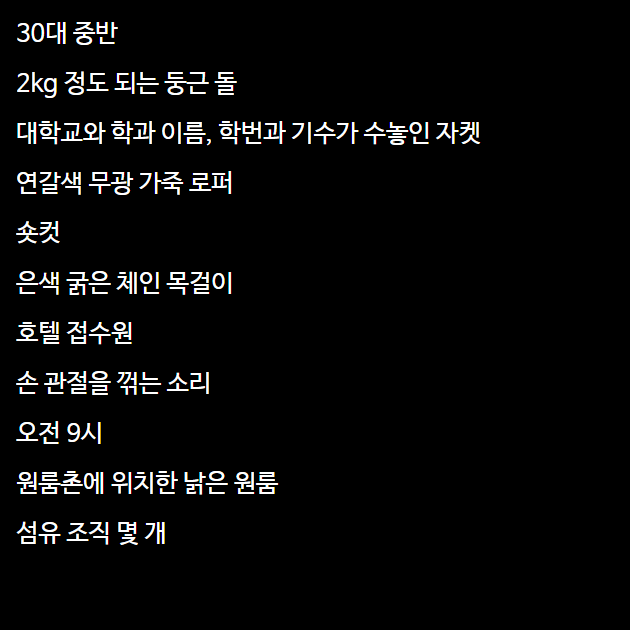 30대 중반
2kg 정도 되는 둥근 돌
대학교와 학과 이름, 학번과 기수가 수놓인 자켓
연갈색 무광 가죽 로퍼
숏컷
은색 굵은 체인 목걸이
호텔 접수원
손 관절을 꺾는 소리
오전 9시
원룸촌에 위치한 낡은 원룸
섬유 조직 몇 개